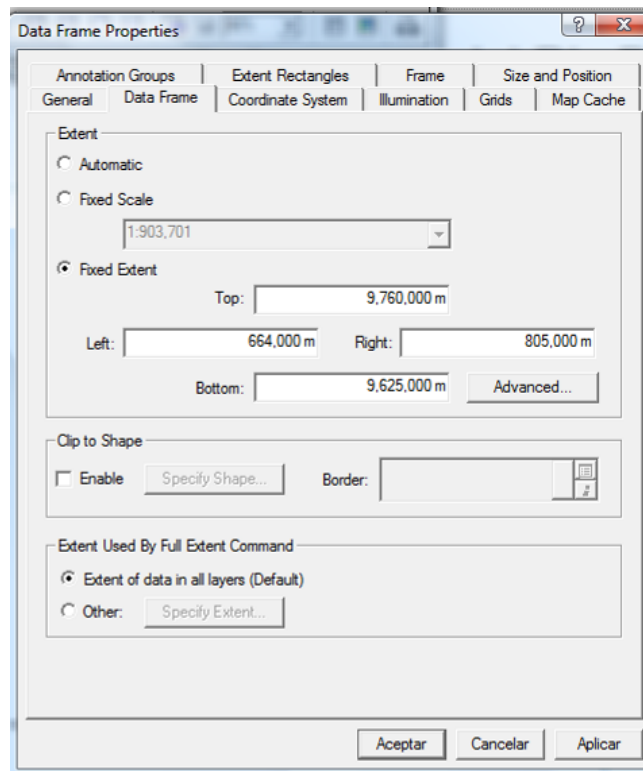 Data Frame Properties
Annotation Groups Extent Rectangles Frame Size and Position
General Data Frame Coordinate System Illumination Grids Map Cache
Extent
Automatic
Fixed Scale
1:903,701
Fixed Extent
Top: 9,760,000 m
Left: 664,000 m Right: 805,000 m
Bottom: 9,625,000 m Advanced...
Clip to Shape
Enable Specify Shape... Border:
Extent Used By Full Extent Command
Extent of data in all layers (Default)
Other: Specify Extent...
Aceptar Cancelar Aplicar